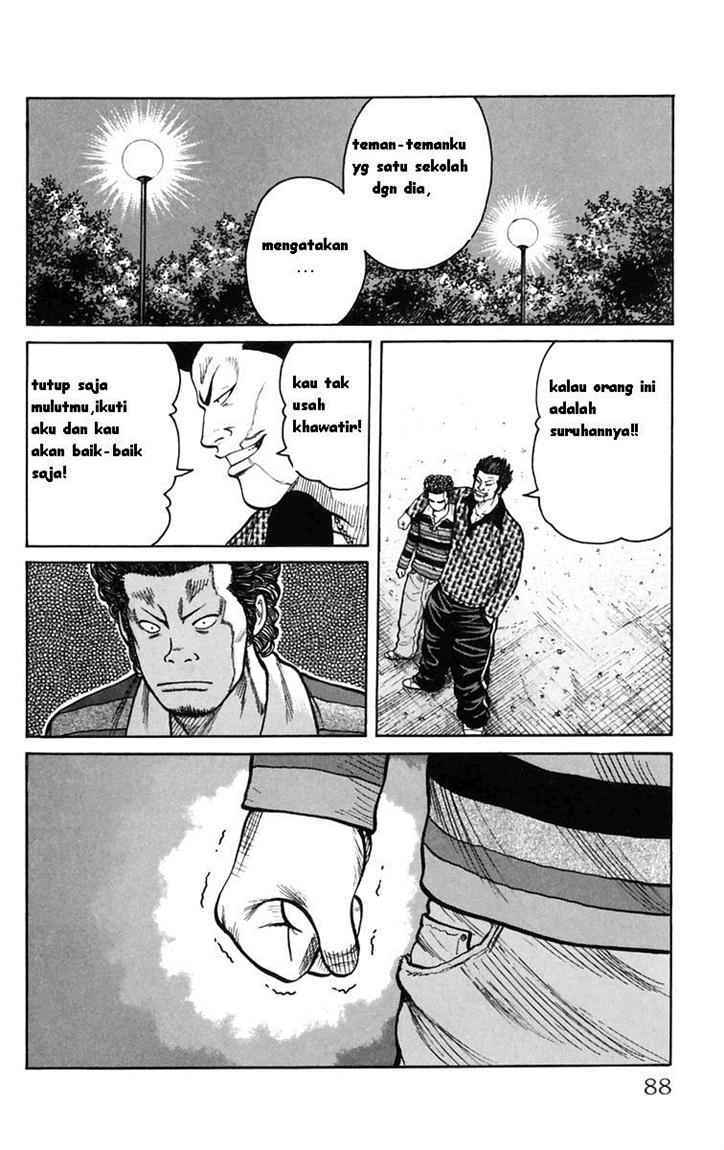 teman-temanku
yg satu sekolah
dgn dia,
mengatakan
...
kalau orang ini
adalah
suruhannya!!
kau tak
usah
khawatir!
tutup saja
mulutmu,ikuti
aku dan kau
akan baik-baik
saja!
88